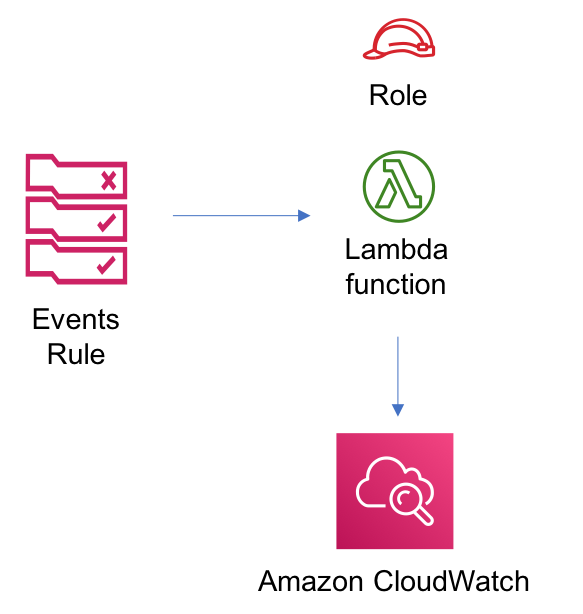 Role
Lambda
function
Events
Rule
Amazon CloudWatch